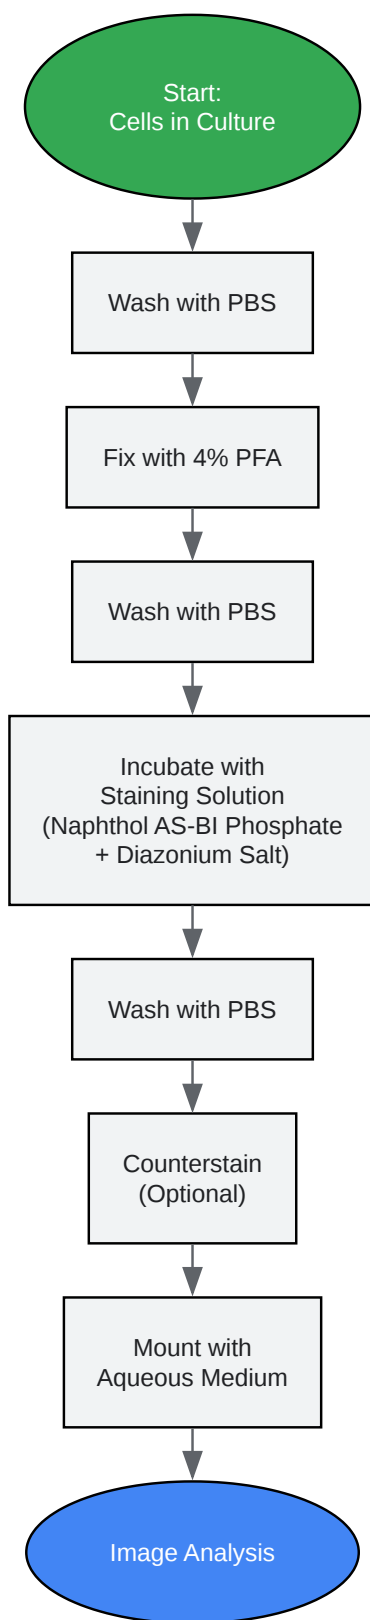 Start:
Cells in Culture
Wash with PBS
Fix with 4% PFA
Wash with PBS
Incubate with
Staining Solution
(Naphthol AS-BI Phosphate
+ Diazonium Salt)
Wash with PBS
Counterstain
(Optional)
Mount with
Aqueous Medium
Image Analysis